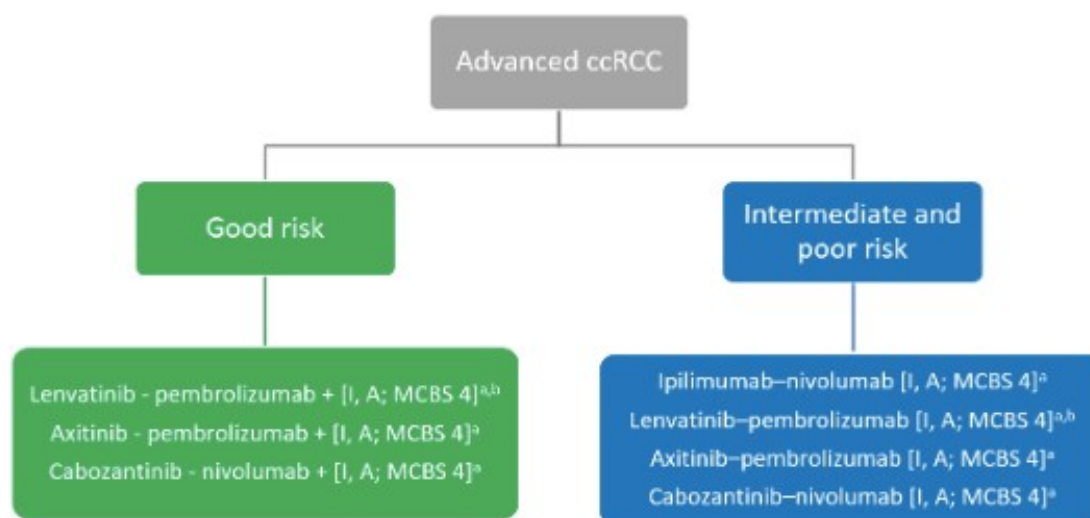 Advanced ccRCC
Good risk
Intermediate and
poor risk
Lenvatinib - pembrolizumab + [I, A; MCBS 4]a,b
Axitinib - pembrolizumab + [I, A; MCBS 4]a
Cabozantinib - nivolumab + [I, A; MCBS 4]a
Ipilimumab–nivolumab [I, A; MCBS 4]a
Lenvatinib–pembrolizumab [I, A; MCBS 4]a,b
Axitinib–pembrolizumab [I, A; MCBS 4]a
Cabozantinib–nivolumab [I, A; MCBS 4]a